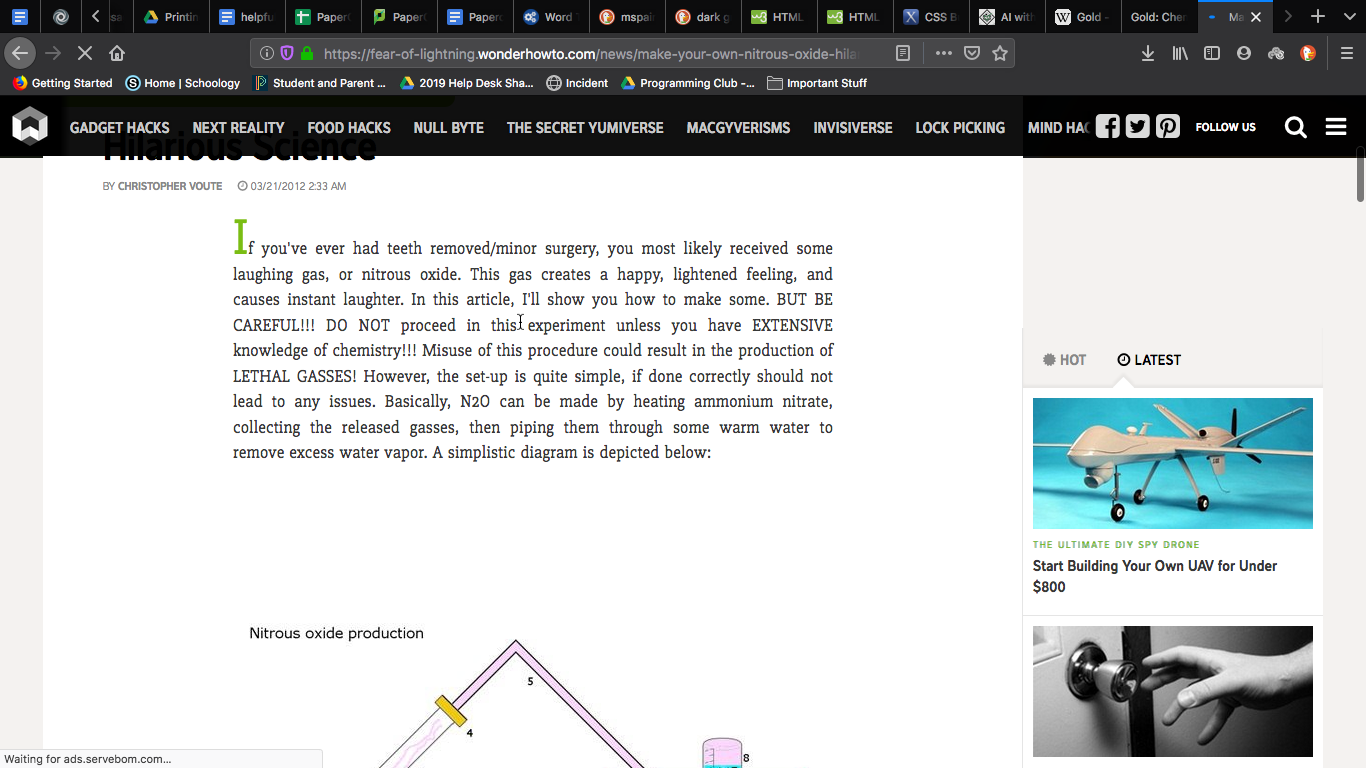 ssa
Printin
helpfu
Paper
Paper
Paperc
Word
mspai
dark g
HTML
HTML
CSS B
AI with
Gold -
Gold: Che
Ma
https://fear-of-lightning.wonderhowto.com/news/make-your-own-nitrous-oxide-hila
Getting Started
Home | Schoology
Student and Parent ...
2019 Help Desk Sha...
Incident
Programming Club -...
Important Stuff
GADGET HACKS
NEXT REALITY
FOOD HACKS
NULL BYTE
THE SECRET YUMIVERSE
MACGYVERISMS
INVISIVERSE
LOCK PICKING
MIND HAC
FOLLOW US
Hilarious Science
BY CHRISTOPHER VOUTE 03/21/2012 2:33 AM
If you've ever had teeth removed/minor surgery, you most likely received some
laughing gas, or nitrous oxide. This gas creates a happy, lightened feeling, and
causes instant laughter. In this article, I'll show you how to make some. BUT BE
CAREFUL!!! DO NOT proceed in this experiment unless you have EXTENSIVE
knowledge of chemistry!!! Misuse of this procedure could result in the production of
LETHAL GASSES! However, the set-up is quite simple, if done correctly should not
lead to any issues. Basically, N2O can be made by heating ammonium nitrate,
collecting the released gasses, then piping them through some warm water to
remove excess water vapor. A simplistic diagram is depicted below:
Nitrous oxide production
5
4
8
HOT
LATEST
THE ULTIMATE DIY SPY DRONE
Start Building Your Own UAV for Under
$800
Waiting for ads.servebom.com...